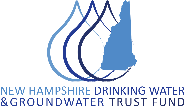 NEW HAMPSHIRE DRINKING WATER
&GROUNDWATER TRUST FUND